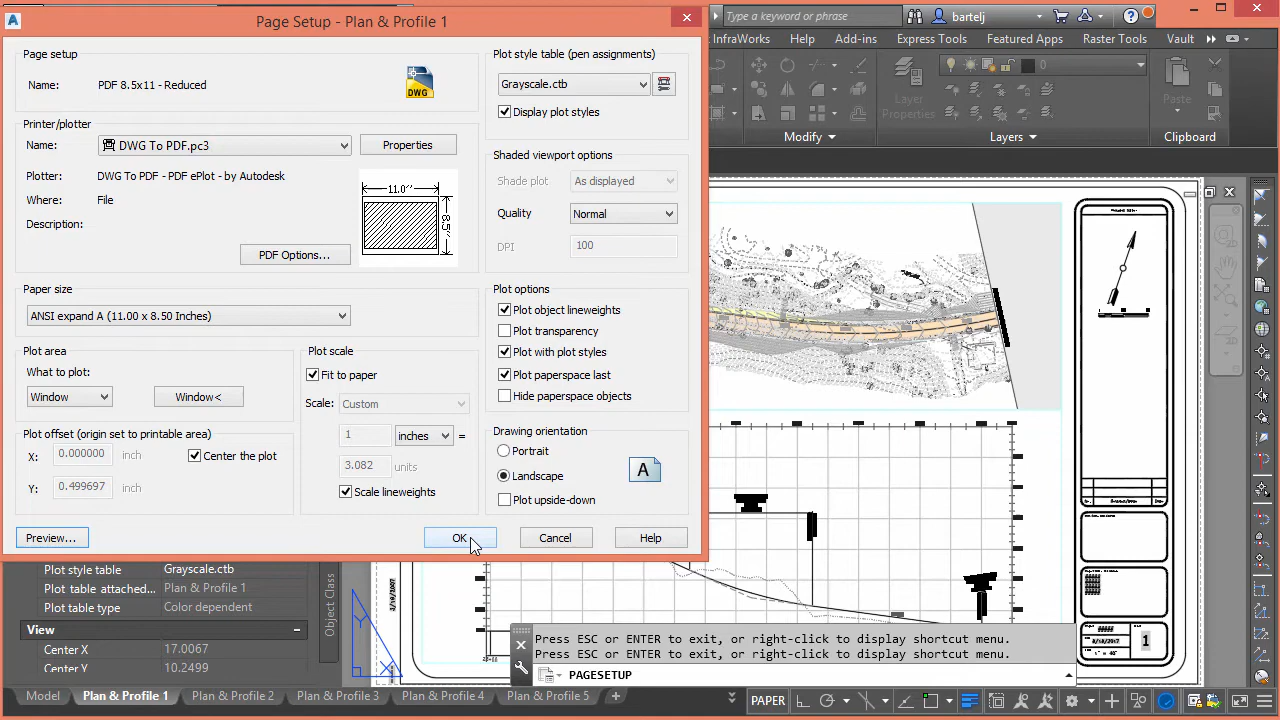 Page Setup - Plan & Profile 1
Page setup
Name: PDF 8.5x11 - Reduced
DWG
Printer/plotter
Name: DWG To PDF.pc3
Properties
Plotter: DWG To PDF - PDF ePlot - by Autodesk
Where: File
Description:
11.0''
8.5''
PDF Options...
Paper size
ANSI expand A (11.00 x 8.50 Inches)
Plot area
What to plot:
Window
Window<
Plot scale
Fit to paper
Scale: Custom
1 inches =
3.082 units
Scale lineweights
Plot offset (origin set to printable area)
X: 0.000000 inch
Center the plot
Y: 0.499697 inch
Plot style table (pen assignments)
Grayscale.ctb
Display plot styles
Shaded viewport options
Shade plot As displayed
Quality Normal
DPI 100
Plot options
Plot object lineweights
Plot transparency
Plot with plot styles
Plot paperspace last
Hide paperspace objects
Drawing orientation
Portrait
Landscape
A
Plot upside-down
Preview...
OK
Cancel
Help
Type a keyword or phrase
bartelj
InfraWorks Help Add-ins Express Tools Featured Apps Raster Tools Vault
0
Layer Properties
Paste
Modify
Layers
Clipboard
Plot style table Grayscale.ctb
Plot table attached... Plan & Profile 1
Plot table type Color dependent
View
Center X 17.0067
Center Y 10.2499
Object Class
Y
X
1
Press ESC or ENTER to exit, or right-click to display shortcut menu.
Press ESC or ENTER to exit, or right-click to display shortcut menu.
PAGESETUP
Model Plan & Profile 1 Plan & Profile 2 Plan & Profile 3 Plan & Profile 4 Plan & Profile 5
PAPER